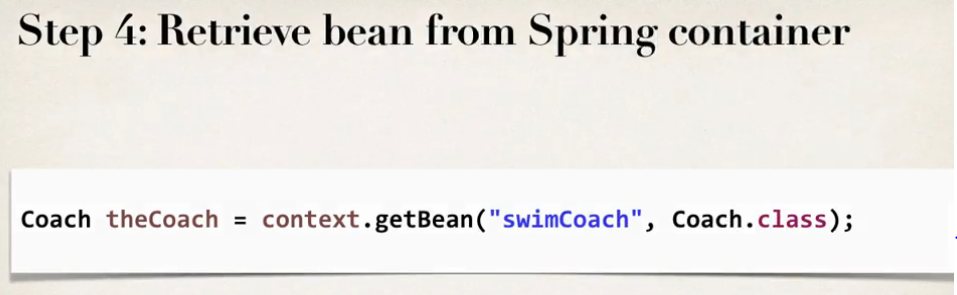 Step 4: Retrieve bean from Spring container
Coach theCoach = context.getBean("swimCoach", Coach.class);